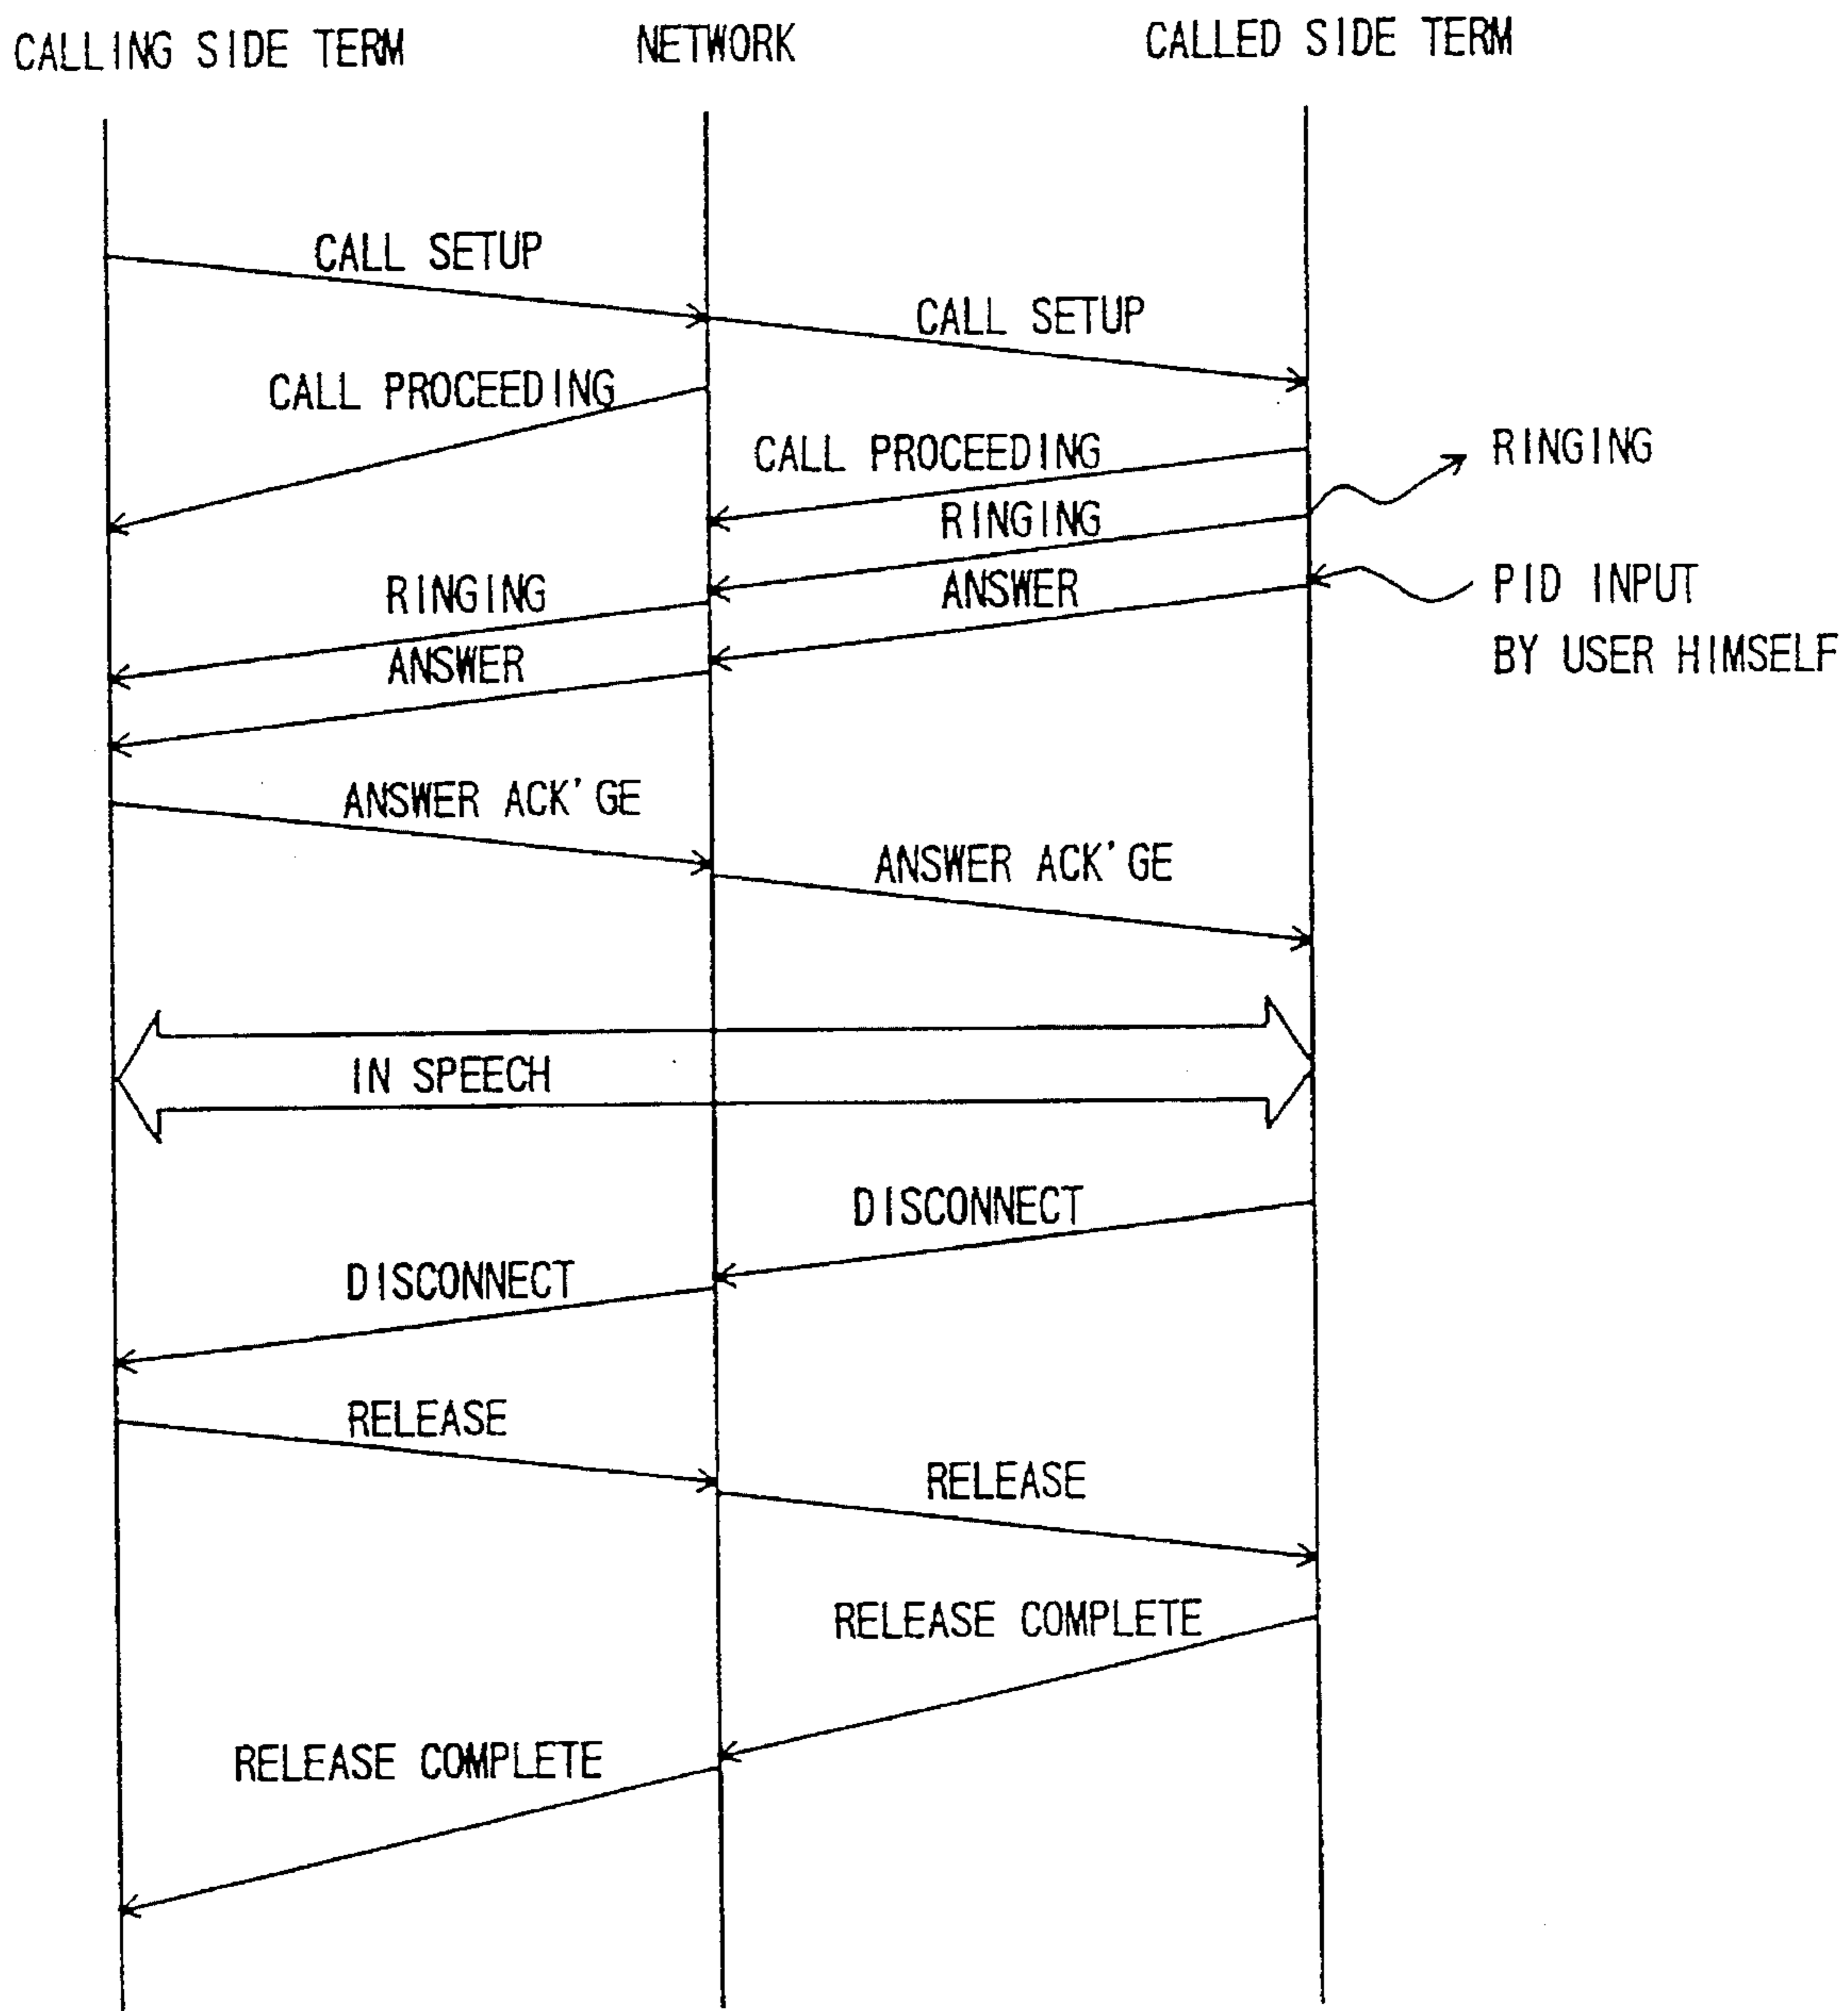 CALLING SIDE TERM
NETWORK
CALLED SIDE TERM
CALL SETUP
CALL SETUP
CALL PROCEEDING
CALL PROCEEDING
RINGING
RINGING
RINGING
ANSWER
PID INPUT
BY USER HIMSELF
ANSWER
ANSWER ACK'GE
ANSWER ACK'GE
IN SPEECH
DISCONNECT
DISCONNECT
RELEASE
RELEASE
RELEASE COMPLETE
RELEASE COMPLETE